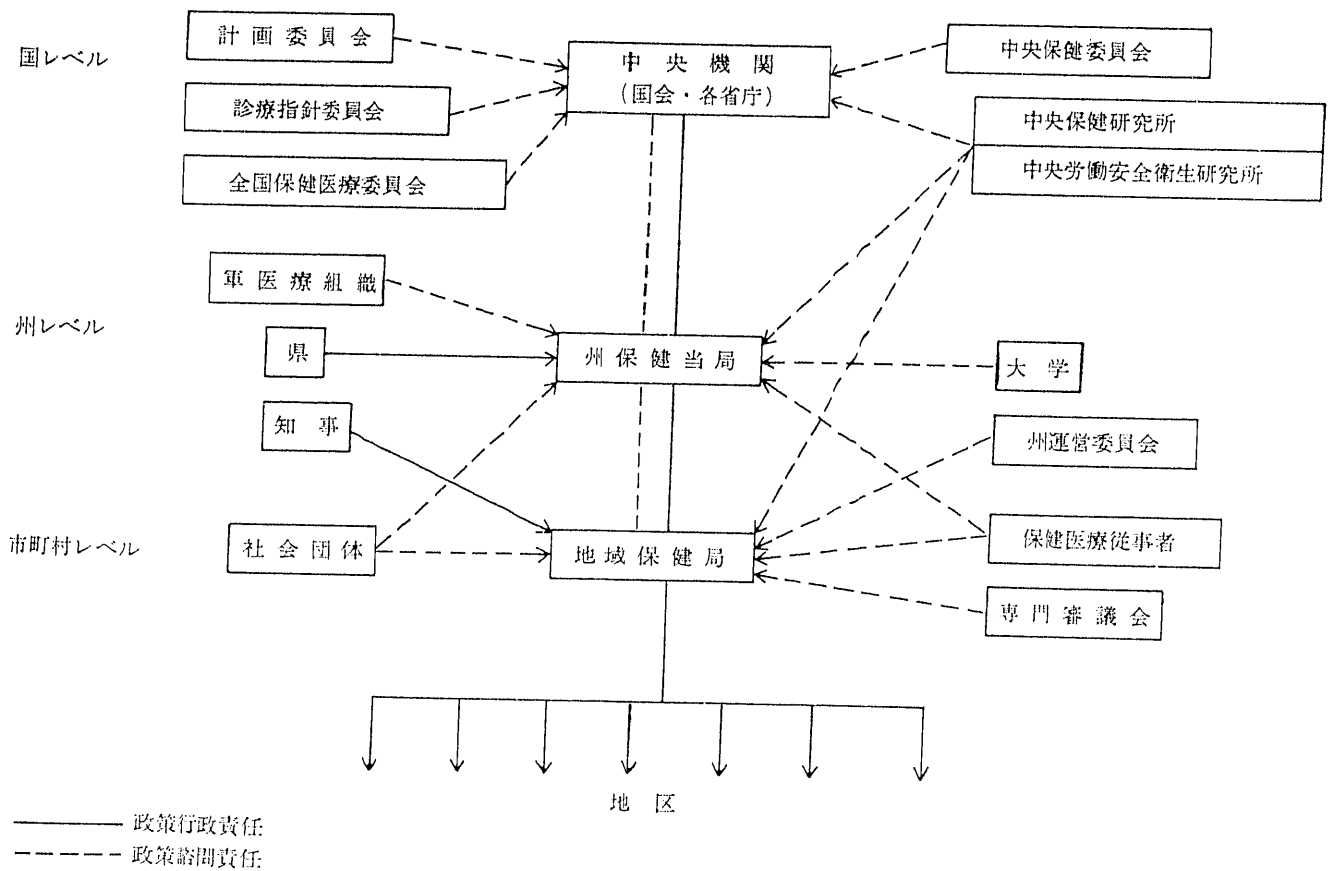 国レベル
計画委員会
診療指針委員会
全国保健医療委員会
中央機関
(国会・各省庁)
中央保健委員会
中央保健研究所
中央労働安全衛生研究所
州レベル
軍医療組織
県
知事
州保健当局
大学
州運営委員会
市町村レベル
社会団体
地域保健局
保健医療従事者
専門審議会
地区
政策行政責任
政策諮問責任